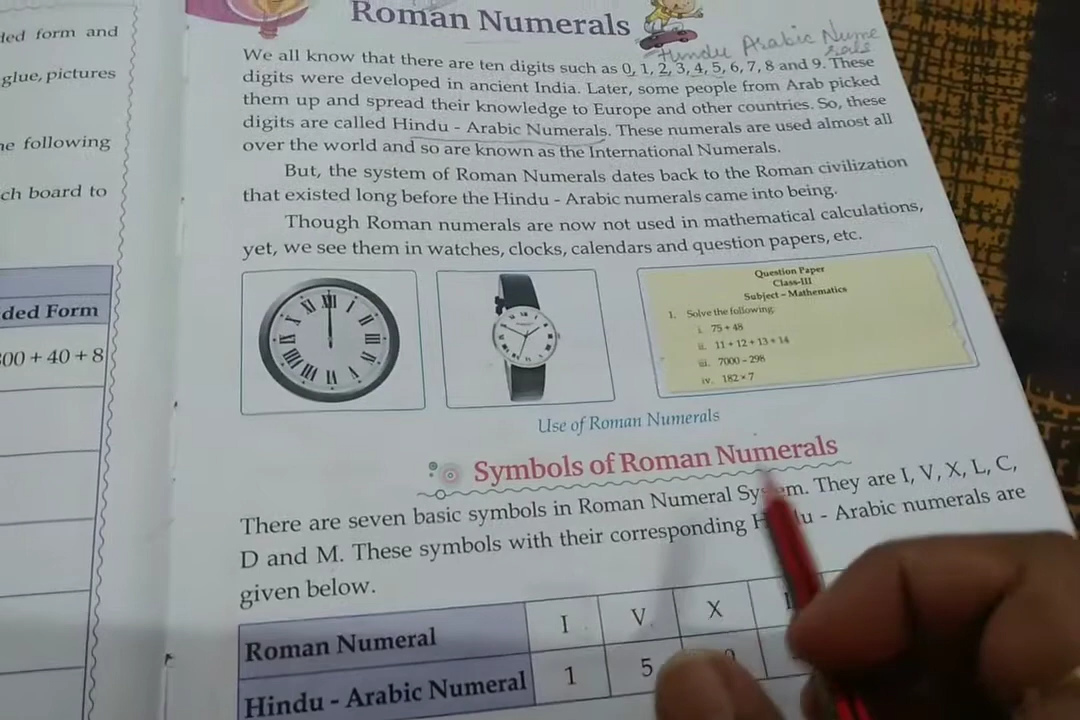 ded form and
glue, pictures
e following
ch board to
ded Form
00 + 40 + 8
Roman Numerals
Hindu Arabic Nume
rals
We all know that there are ten digits such as 0, 1, 2, 3, 4, 5, 6, 7, 8 and 9. These
digits were developed in ancient India. Later, some people from Arab picked
them up and spread their knowledge to Europe and other countries. So, these
digits are called Hindu - Arabic Numerals. These numerals are used almost all
over the world and so are known as the International Numerals.
But, the system of Roman Numerals dates back to the Roman civilization
that existed long before the Hindu - Arabic numerals came into being.
Though Roman numerals are now not used in mathematical calculations,
yet, we see them in watches, clocks, calendars and question papers, etc.
Question Paper
Class-III
Subject - Mathematics
1. Solve the following:
i. 75 + 48
ii. 11 + 12 + 13 + 14
iii. 7000 - 298
iv. 182 × 7
Use of Roman Numerals
Symbols of Roman Numerals
There are seven basic symbols in Roman Numeral System. They are I, V, X, L, C,
D and M. These symbols with their corresponding H du - Arabic numerals are
given below.
Roman Numeral I V X
Hindu - Arabic Numeral 1 5